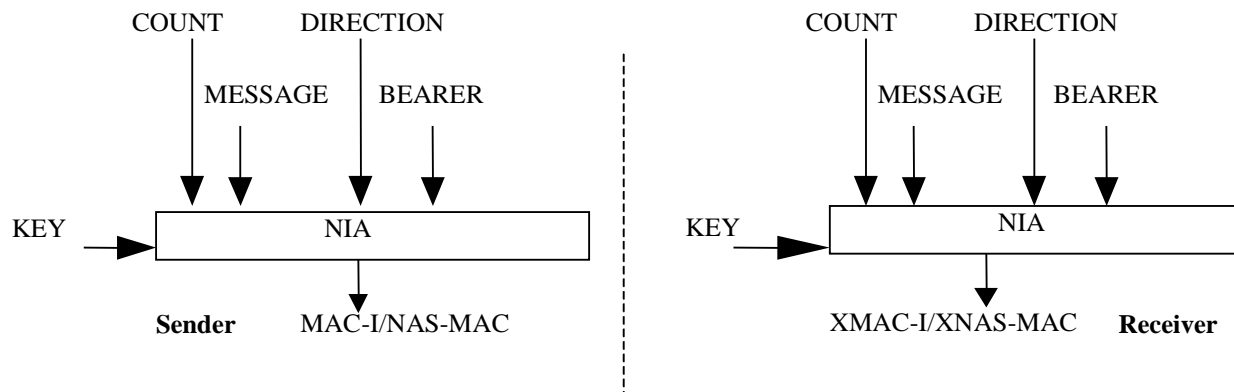 COUNT DIRECTION
MESSAGE BEARER
KEY
NIA
Sender MAC-I/NAS-MAC
COUNT DIRECTION
MESSAGE BEARER
KEY
NIA
XMAC-I/XNAS-MAC Receiver